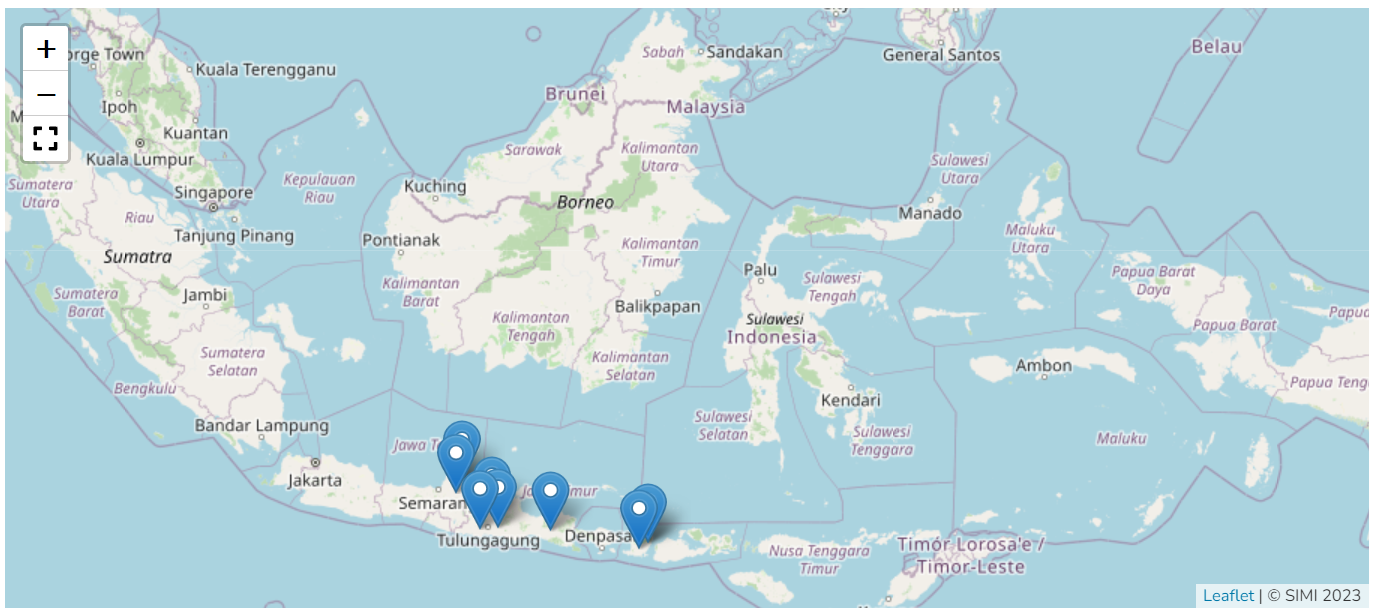 +
−
orge Town
Kuala Terengganu
Ipoh
Kuantan
Kuala Lumpur
Sumatera
Utara
Singapore
Riau
Tanjung Pinang
Sumatra
Kepulauan
Riau
Sumatera
Barat
Jambi
Sumatera
Selatan
Bengkulu
Bandar Lampung
Jakarta
Brunei
Sabah
Sandakan
Malaysia
Sarawak
Kalimantan
Utara
Kuching
Borneo
Pontianak
Kalimantan
Timur
Kalimantan
Barat
Balikpapan
Kalimantan
Tengah
Kalimantan
Selatan
General Santos
Belau
Sulawesi
Utara
Manado
Maluku
Utara
Palu
Sulawesi
Tengah
Sulawesi
Indonesia
Papua Barat
Daya
Papua Barat
Papua
Papua Teng
Ambon
Kendari
Sulawesi
Selatan
Sulawesi
Tenggara
Maluku
Jawa T
Semaran
Tulungagung
Denpasa
Nusa Tenggara
Timur
Timór Lorosa'e /
Timor-Leste
Leaflet | © SIMI 2023